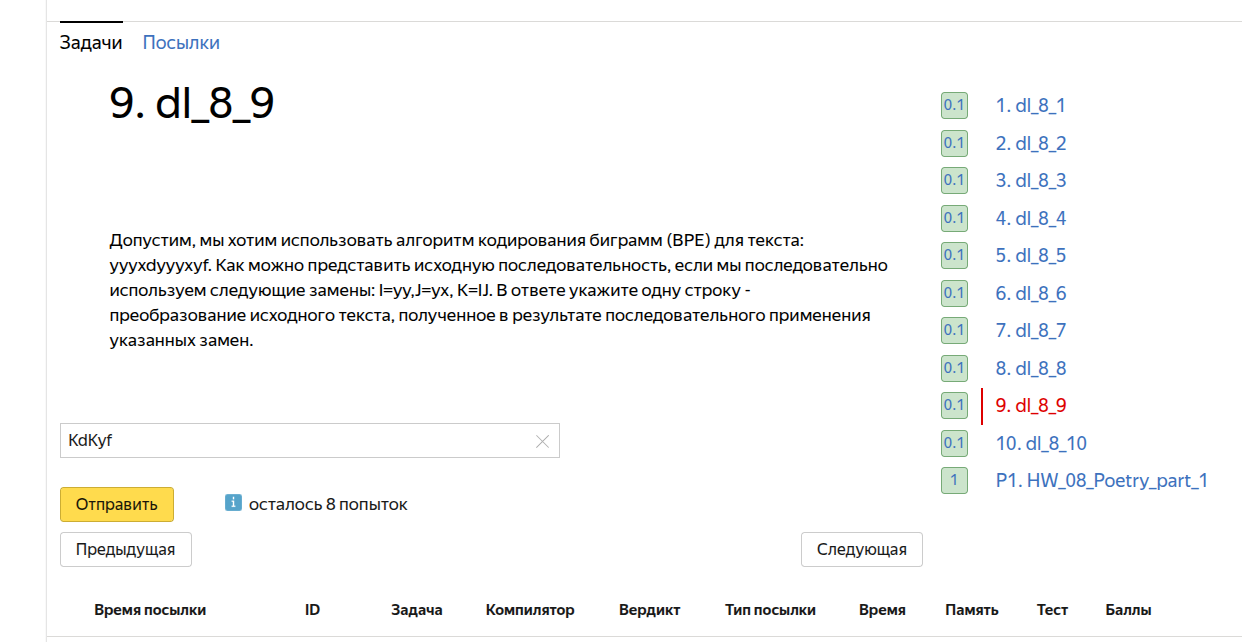 Задачи Посылки
9. dl_8_9
0.1 1. dl_8_1
0.1 2. dl_8_2
0.1 3. dl_8_3
0.1 4. dl_8_4
0.1 5. dl_8_5
0.1 6. dl_8_6
0.1 7. dl_8_7
0.1 8. dl_8_8
0.1 9. dl_8_9
0.1 10. dl_8_10
1 P1. HW_08_Poetry_part_1
Допустим, мы хотим использовать алгоритм кодирования биграмм (BPE) для текста:
yyyxdyyyxyf. Как можно представить исходную последовательность, если мы последовательно
используем следующие замены: I=yy,J=yx, K=IJ. В ответе укажите одну строку -
преобразование исходного текста, полученное в результате последовательного применения
указанных замен.
KdKyf
Отправить i осталось 8 попыток
Предыдущая Следующая
Время посылки ID Задача Компилятор Вердикт Тип посылки Время Память Тест Баллы